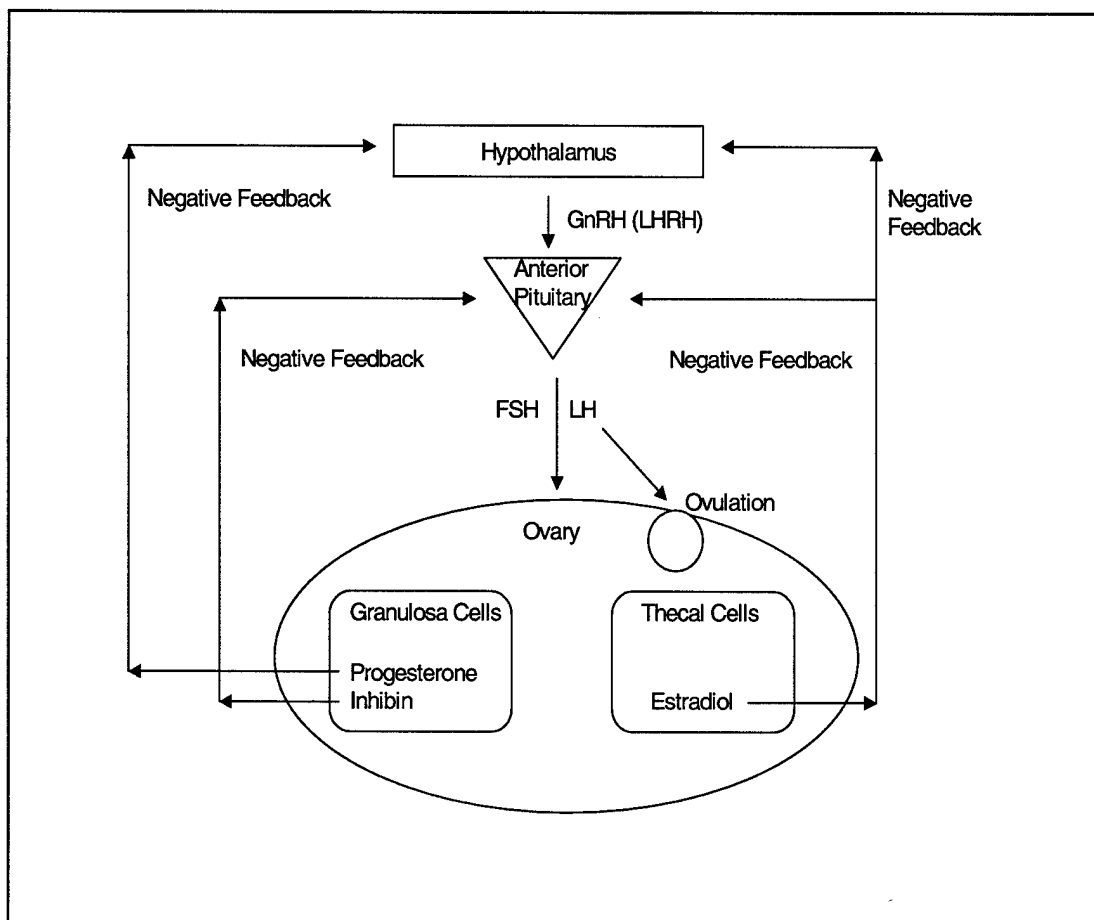 Hypothalamus
Negative Feedback
Negative
Feedback
GnRH (LHRH)
Anterior
Pituitary
Negative Feedback
Negative Feedback
FSH
LH
Ovulation
Ovary
Granulosa Cells
Thecal Cells
Progesterone
Inhibin
Estradiol